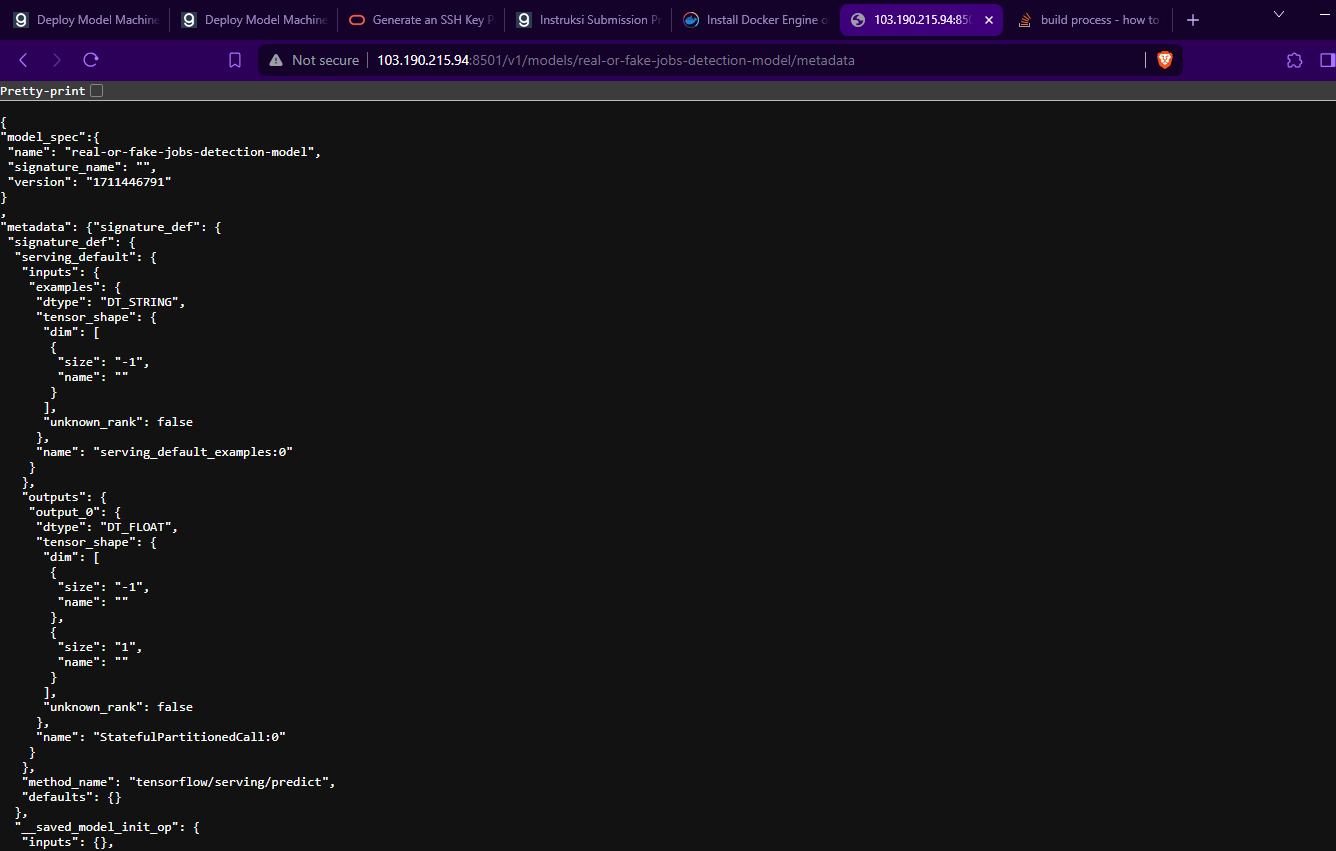 Deploy Model Machine
Deploy Model Machine
Generate an SSH Key P
Instruksi Submission Pr
Install Docker Engine o
103.190.215.94:850
build process - how to
Not secure
103.190.215.94:8501/v1/models/real-or-fake-jobs-detection-model/metadata
Pretty-print
{
"model_spec":{
"name": "real-or-fake-jobs-detection-model",
"signature_name": "",
"version": "1711446791"
}
,
"metadata": {"signature_def": {
"signature_def": {
"serving_default": {
"inputs": {
"examples": {
"dtype": "DT_STRING",
"tensor_shape": {
"dim": [
{
"size": "-1",
"name": ""
}
],
"unknown_rank": false
},
"name": "serving_default_examples:0"
}
},
"outputs": {
"output_0": {
"dtype": "DT_FLOAT",
"tensor_shape": {
"dim": [
{
"size": "-1",
"name": ""
},
{
"size": "1",
"name": ""
}
],
"unknown_rank": false
},
"name": "StatefulPartitionedCall:0"
}
},
"method_name": "tensorflow/serving/predict",
"defaults": {}
},
"__saved_model_init_op": {
"inputs": {},